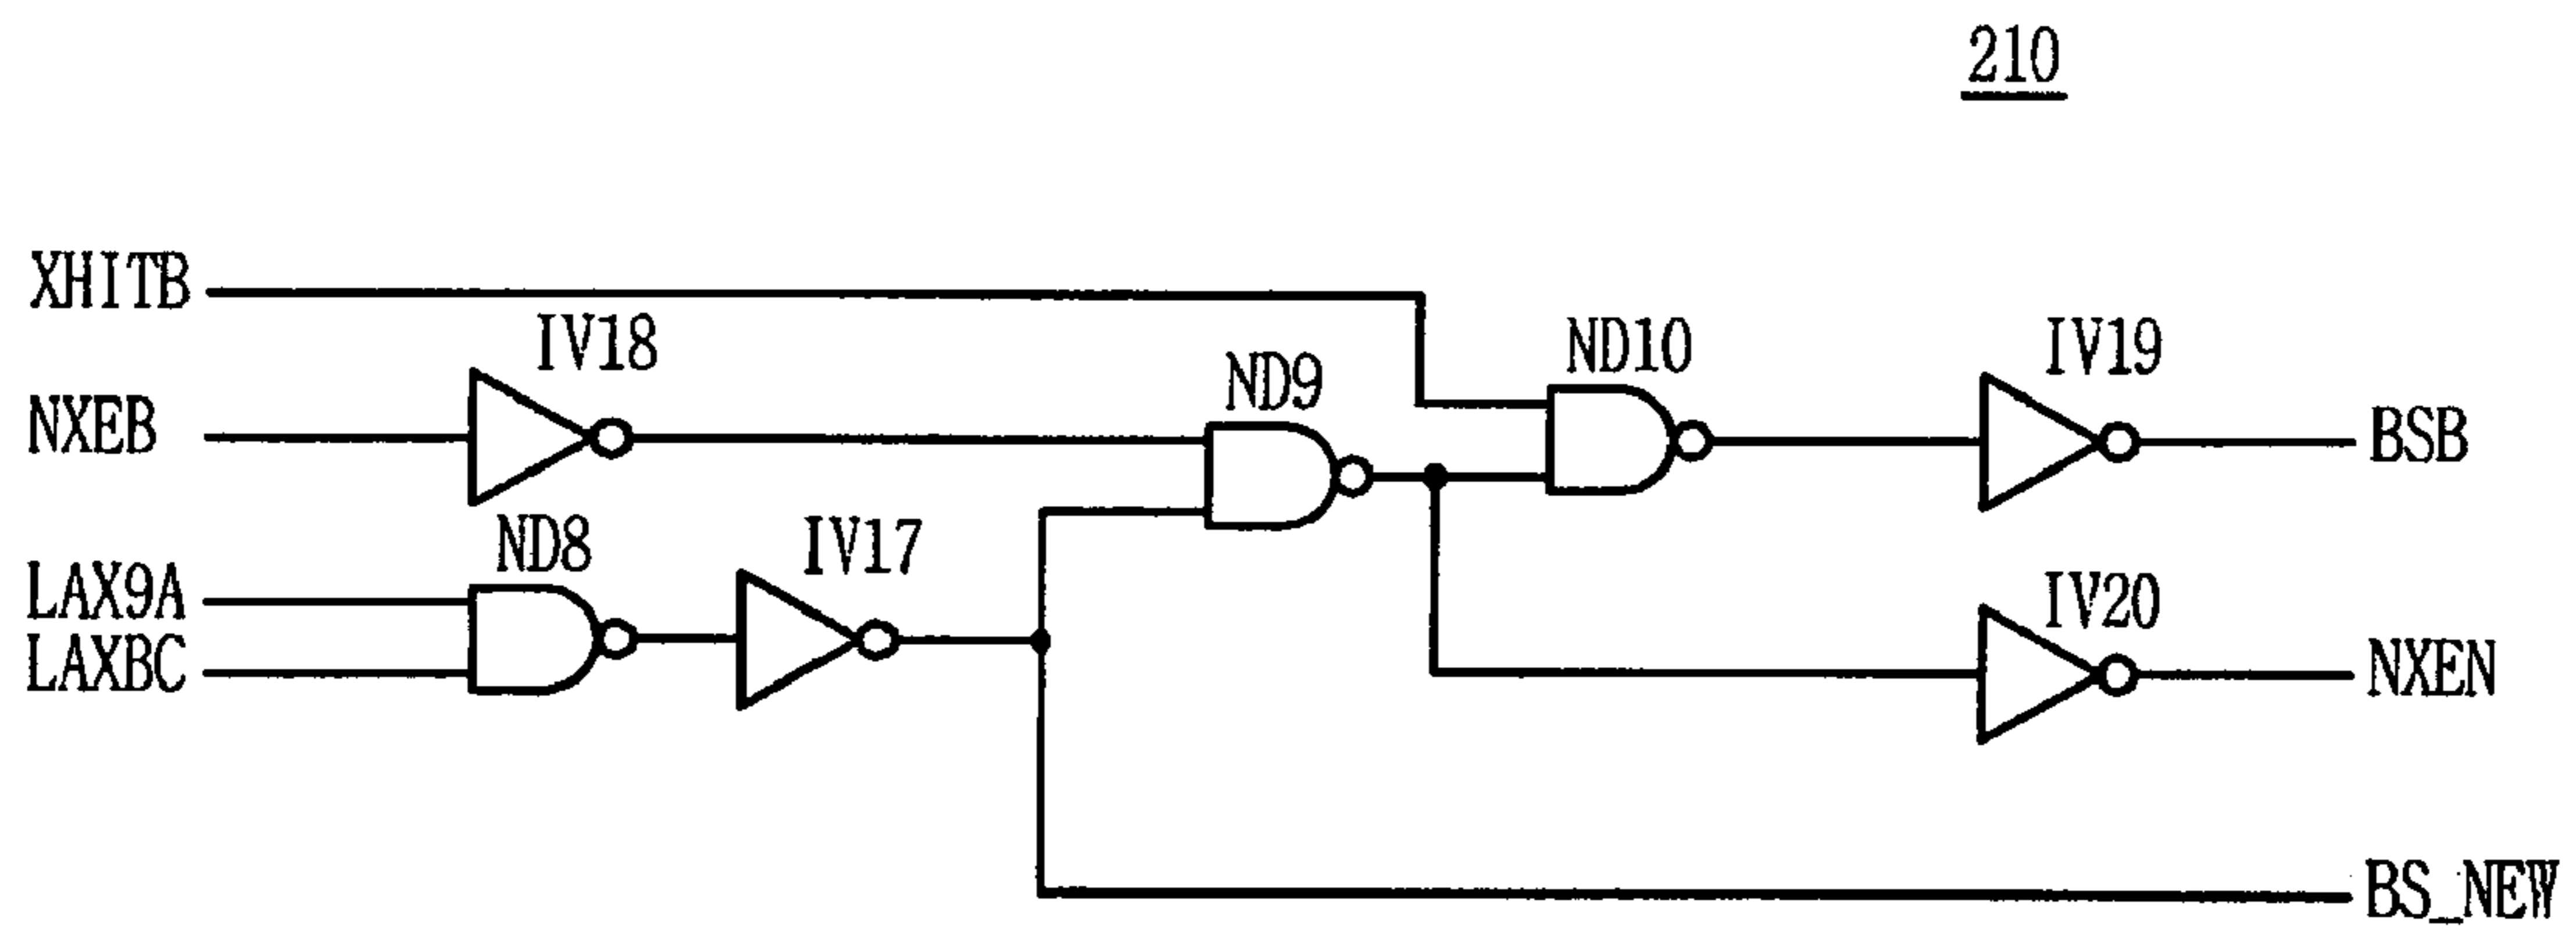 210
XHITB
IV18
NXEB
ND9
ND10
IV19
BSB
LAX9A
LAXBC
ND8
IV17
IV20
NXEN
BS_NEW